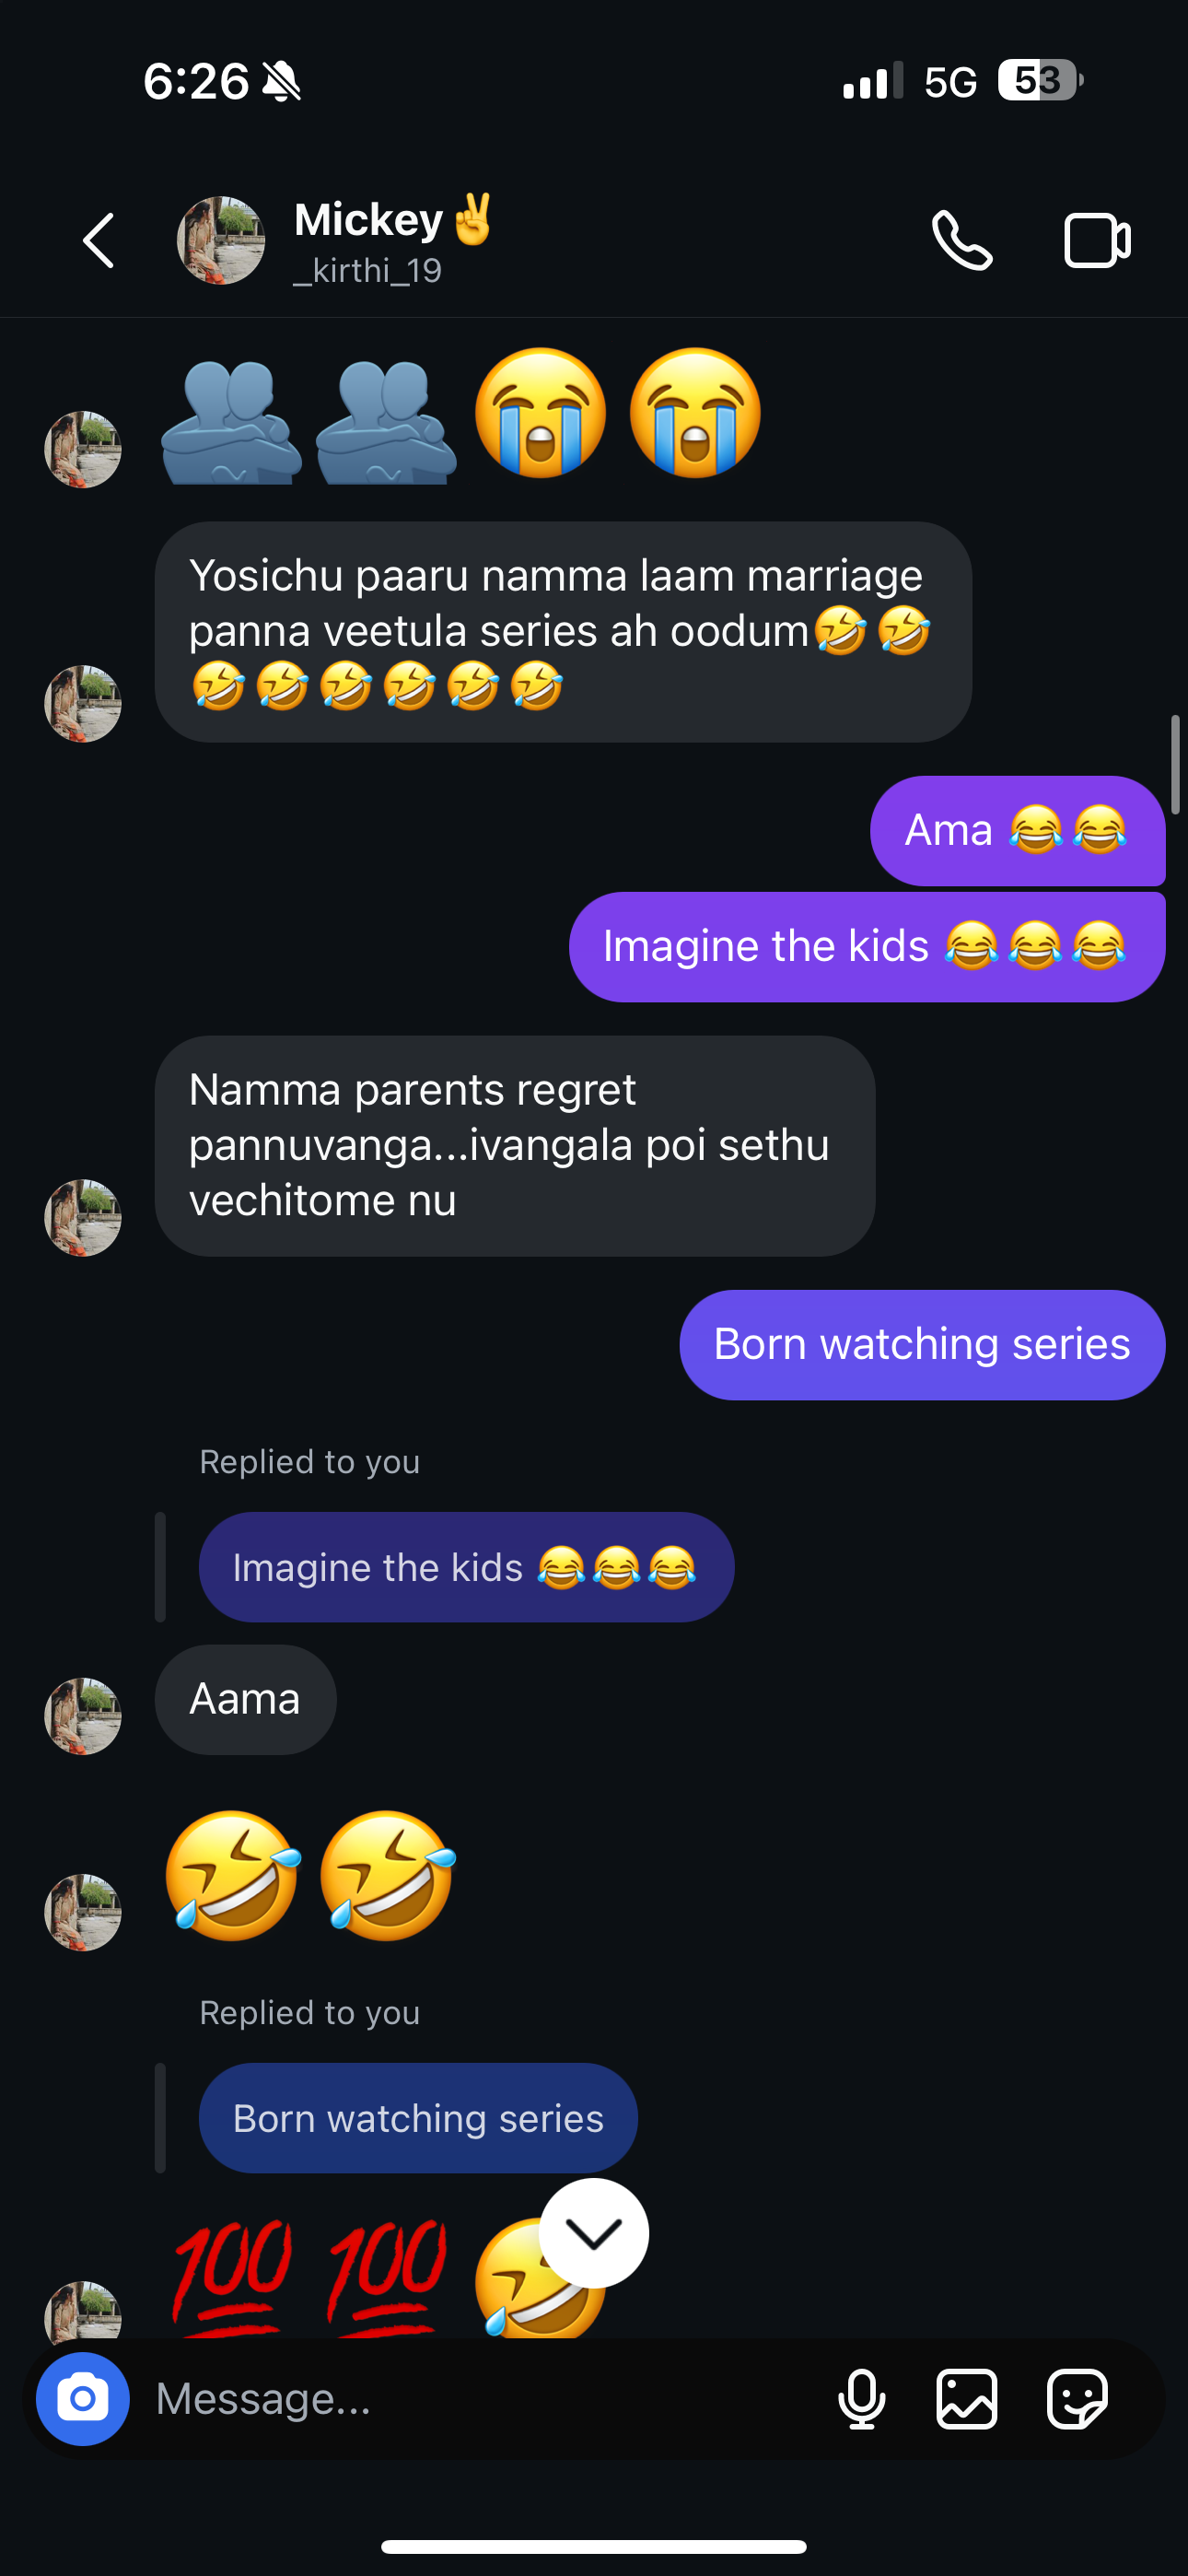 6:26 5G 53
Mickey✌️
_kirthi_19
🫂🫂😭😭
Yosichu paaru namma laam marriage
panna veetula series ah oodum🤣🤣
🤣🤣🤣🤣🤣🤣
Ama 😂😂
Imagine the kids 😂😂😂
Namma parents regret
pannuvanga...ivangala poi sethu
vechitome nu
Born watching series
Replied to you
Imagine the kids 😂😂😂
Aama
🤣🤣
Replied to you
Born watching series
💯💯🤣
Message...